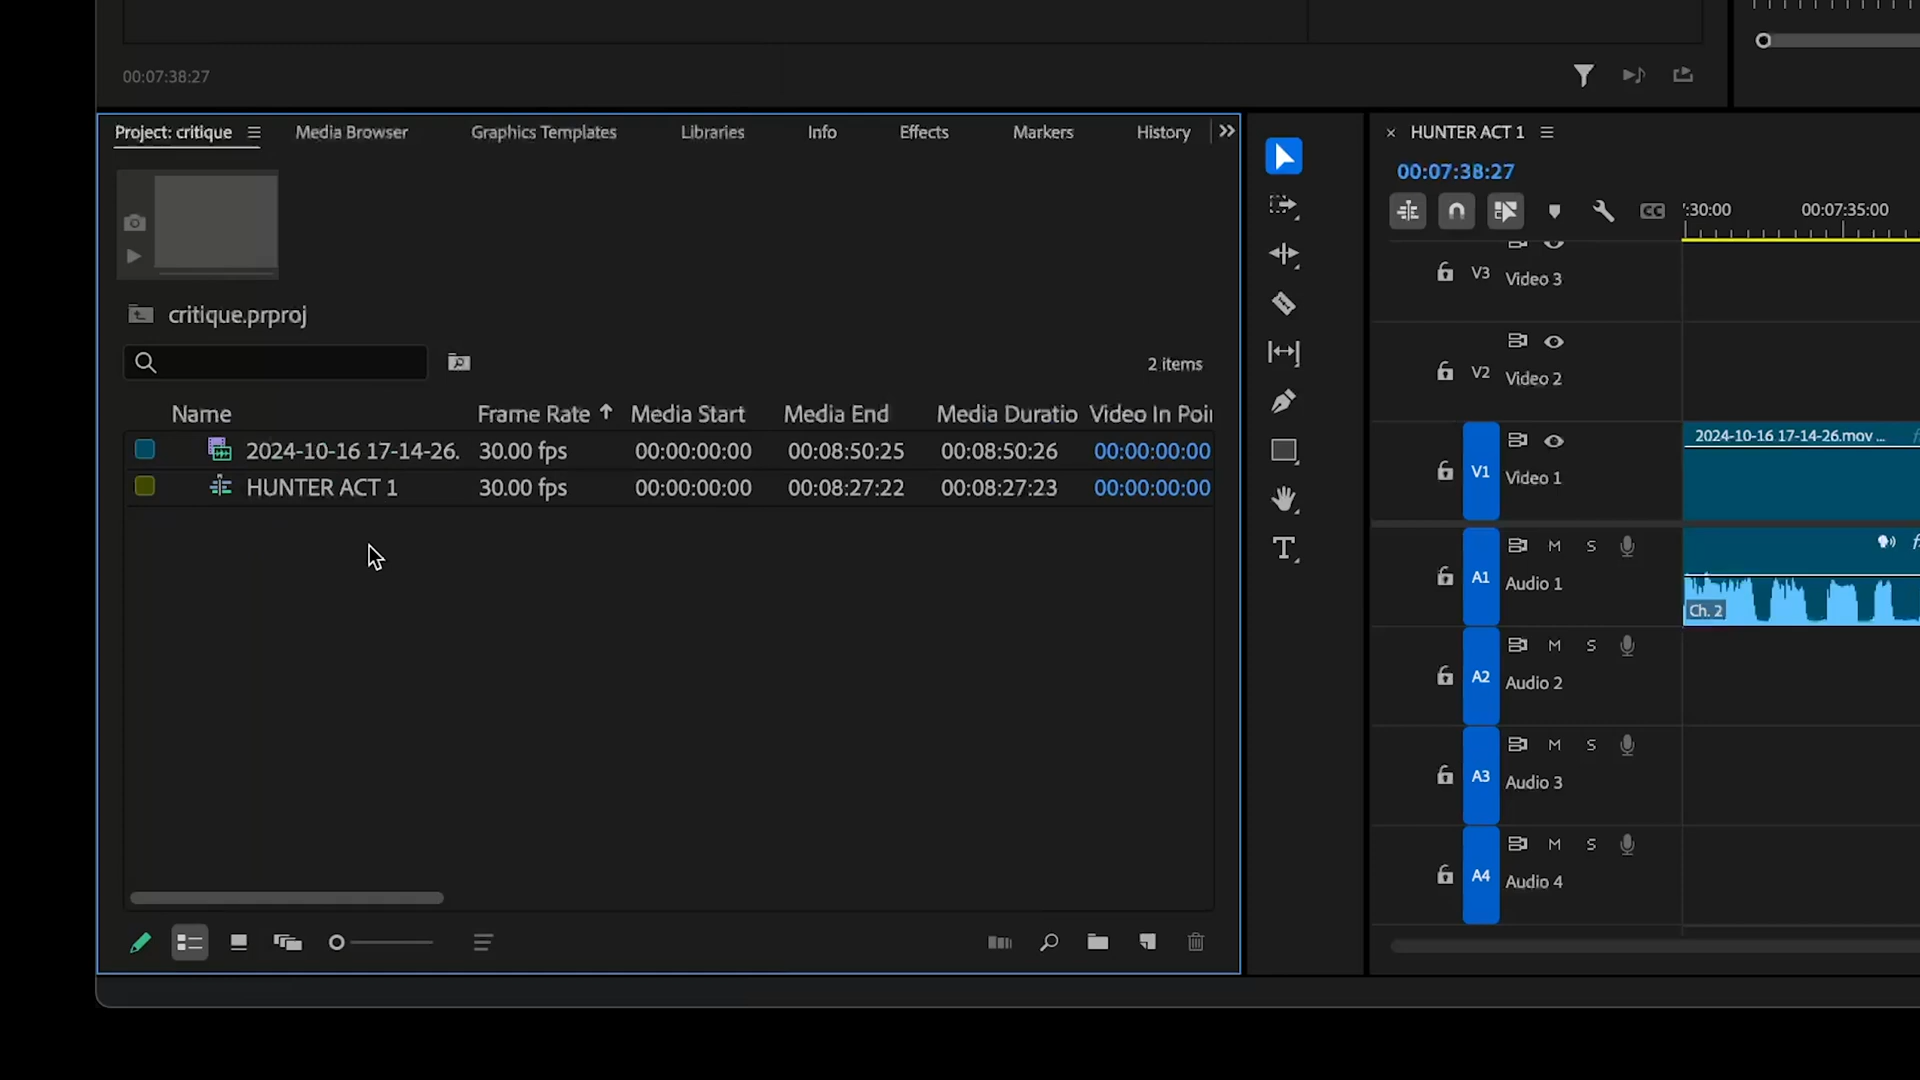 00:07:38:27
Project: critique
Media Browser
Graphics Templates
Libraries
Info
Effects
Markers
History
critique.prproj
2 items
Name Frame Rate Media Start Media End Media Duratio Video In Poi
2024-10-16 17-14-26. 30.00 fps 00:00:00:00 00:08:50:25 00:08:50:26 00:00:00:00
HUNTER ACT 1 30.00 fps 00:00:00:00 00:08:27:22 00:08:27:23 00:00:00:00
HUNTER ACT 1
00:07:38:27
:30:00 00:07:35:00
V3 Video 3
V2 Video 2
2024-10-16 17-14-26.mov ...
V1 Video 1
M S
A1 Audio 1
Ch. 2
M S
A2 Audio 2
M S
A3 Audio 3
M S
A4 Audio 4